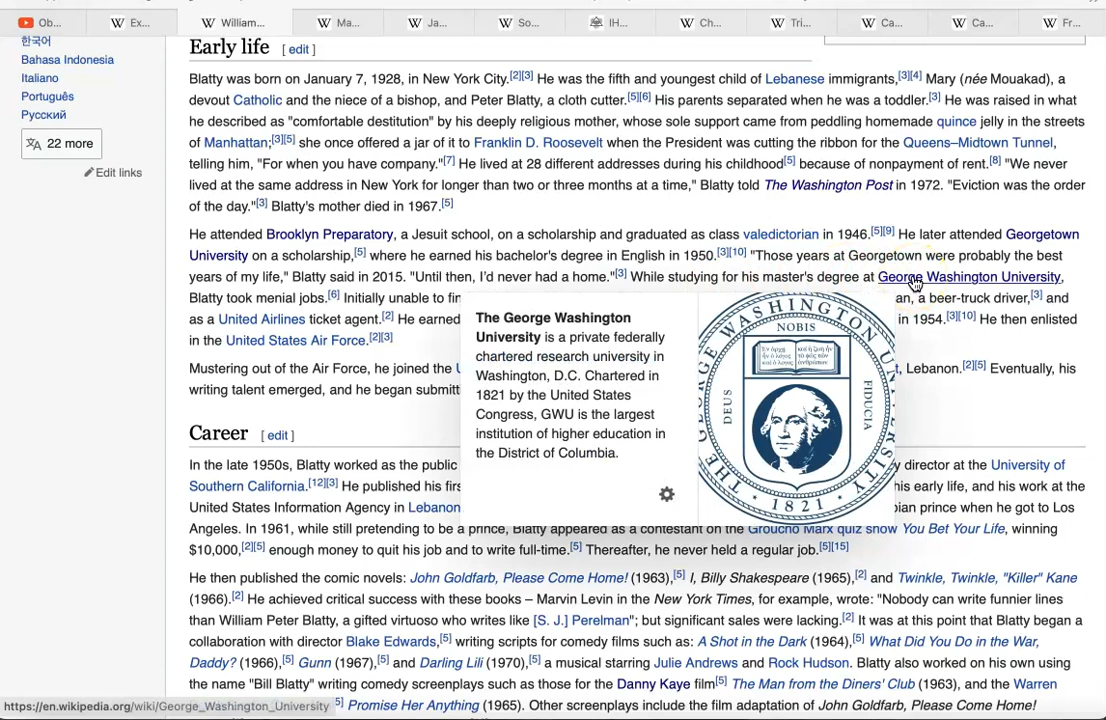 Ob...
Ex...
William...
Ma...
Ja...
So...
IH...
Ch...
Tri...
Ca...
Ca...
Fr...
한국어
Bahasa Indonesia
Italiano
Português
Русский
22 more
Edit links
Early life [ edit ]
Blatty was born on January 7, 1928, in New York City.[2][3] He was the fifth and youngest child of Lebanese immigrants,[3][4] Mary (née Mouakad), a
devout Catholic and the niece of a bishop, and Peter Blatty, a cloth cutter.[5][6] His parents separated when he was a toddler.[3] He was raised in what
he described as "comfortable destitution" by his deeply religious mother, whose sole support came from peddling homemade quince jelly in the streets
of Manhattan;[3][5] she once offered a jar of it to Franklin D. Roosevelt when the President was cutting the ribbon for the Queens–Midtown Tunnel,
telling him, "For when you have company."[7] He lived at 28 different addresses during his childhood[5] because of nonpayment of rent.[8] "We never
lived at the same address in New York for longer than two or three months at a time," Blatty told The Washington Post in 1972. "Eviction was the order
of the day."[3] Blatty's mother died in 1967.[5]
He attended Brooklyn Preparatory, a Jesuit school, on a scholarship and graduated as class valedictorian in 1946.[5][9] He later attended Georgetown
University on a scholarship,[5] where he earned his bachelor's degree in English in 1950.[3][10] "Those years at Georgetown were probably the best
years of my life," Blatty said in 2015. "Until then, I'd never had a home."[3] While studying for his master's degree at George Washington University,
Blatty took menial jobs.[6] Initially unable to fin an, a beer-truck driver,[3] and
as a United Airlines ticket agent.[2] He earned in 1954.[3][10] He then enlisted
in the United States Air Force.[2][3]
Mustering out of the Air Force, he joined the U t, Lebanon.[2][5] Eventually, his
writing talent emerged, and he began submitt
The George Washington
University is a private federally
chartered research university in
Washington, D.C. Chartered in
1821 by the United States
Congress, GWU is the largest
institution of higher education in
the District of Columbia.
THE GEORGE WASHINGTON UN ERSITY
NOBIS
DEUS
FIDUCIA
1821
Career [ edit ]
In the late 1950s, Blatty worked as the public y director at the University of
Southern California.[12][3] He published his firs his early life, and his work at the
United States Information Agency in Lebanon bian prince when he got to Los
Angeles. In 1961, while still pretending to be a prince, Blatty appeared as a contestant on the Groucho Marx quiz show You Bet Your Life, winning
$10,000,[2][5] enough money to quit his job and to write full-time.[5] Thereafter, he never held a regular job.[5][15]
He then published the comic novels: John Goldfarb, Please Come Home! (1963),[5] I, Billy Shakespeare (1965),[2] and Twinkle, Twinkle, "Killer" Kane
(1966).[2] He achieved critical success with these books – Marvin Levin in the New York Times, for example, wrote: "Nobody can write funnier lines
than William Peter Blatty, a gifted virtuoso who writes like [S. J.] Perelman"; but significant sales were lacking.[2] It was at this point that Blatty began a
collaboration with director Blake Edwards,[5] writing scripts for comedy films such as: A Shot in the Dark (1964),[5] What Did You Do in the War,
Daddy? (1966),[5] Gunn (1967),[5] and Darling Lili (1970),[5] a musical starring Julie Andrews and Rock Hudson. Blatty also worked on his own using
the name "Bill Blatty" writing comedy screenplays such as those for the Danny Kaye film[5] The Man from the Diners' Club (1963), and the Warren
https://en.wikipedia.org/wiki/George_Washington_University 5] Promise Her Anything (1965). Other screenplays include the film adaptation of John Goldfarb, Please Come Home!